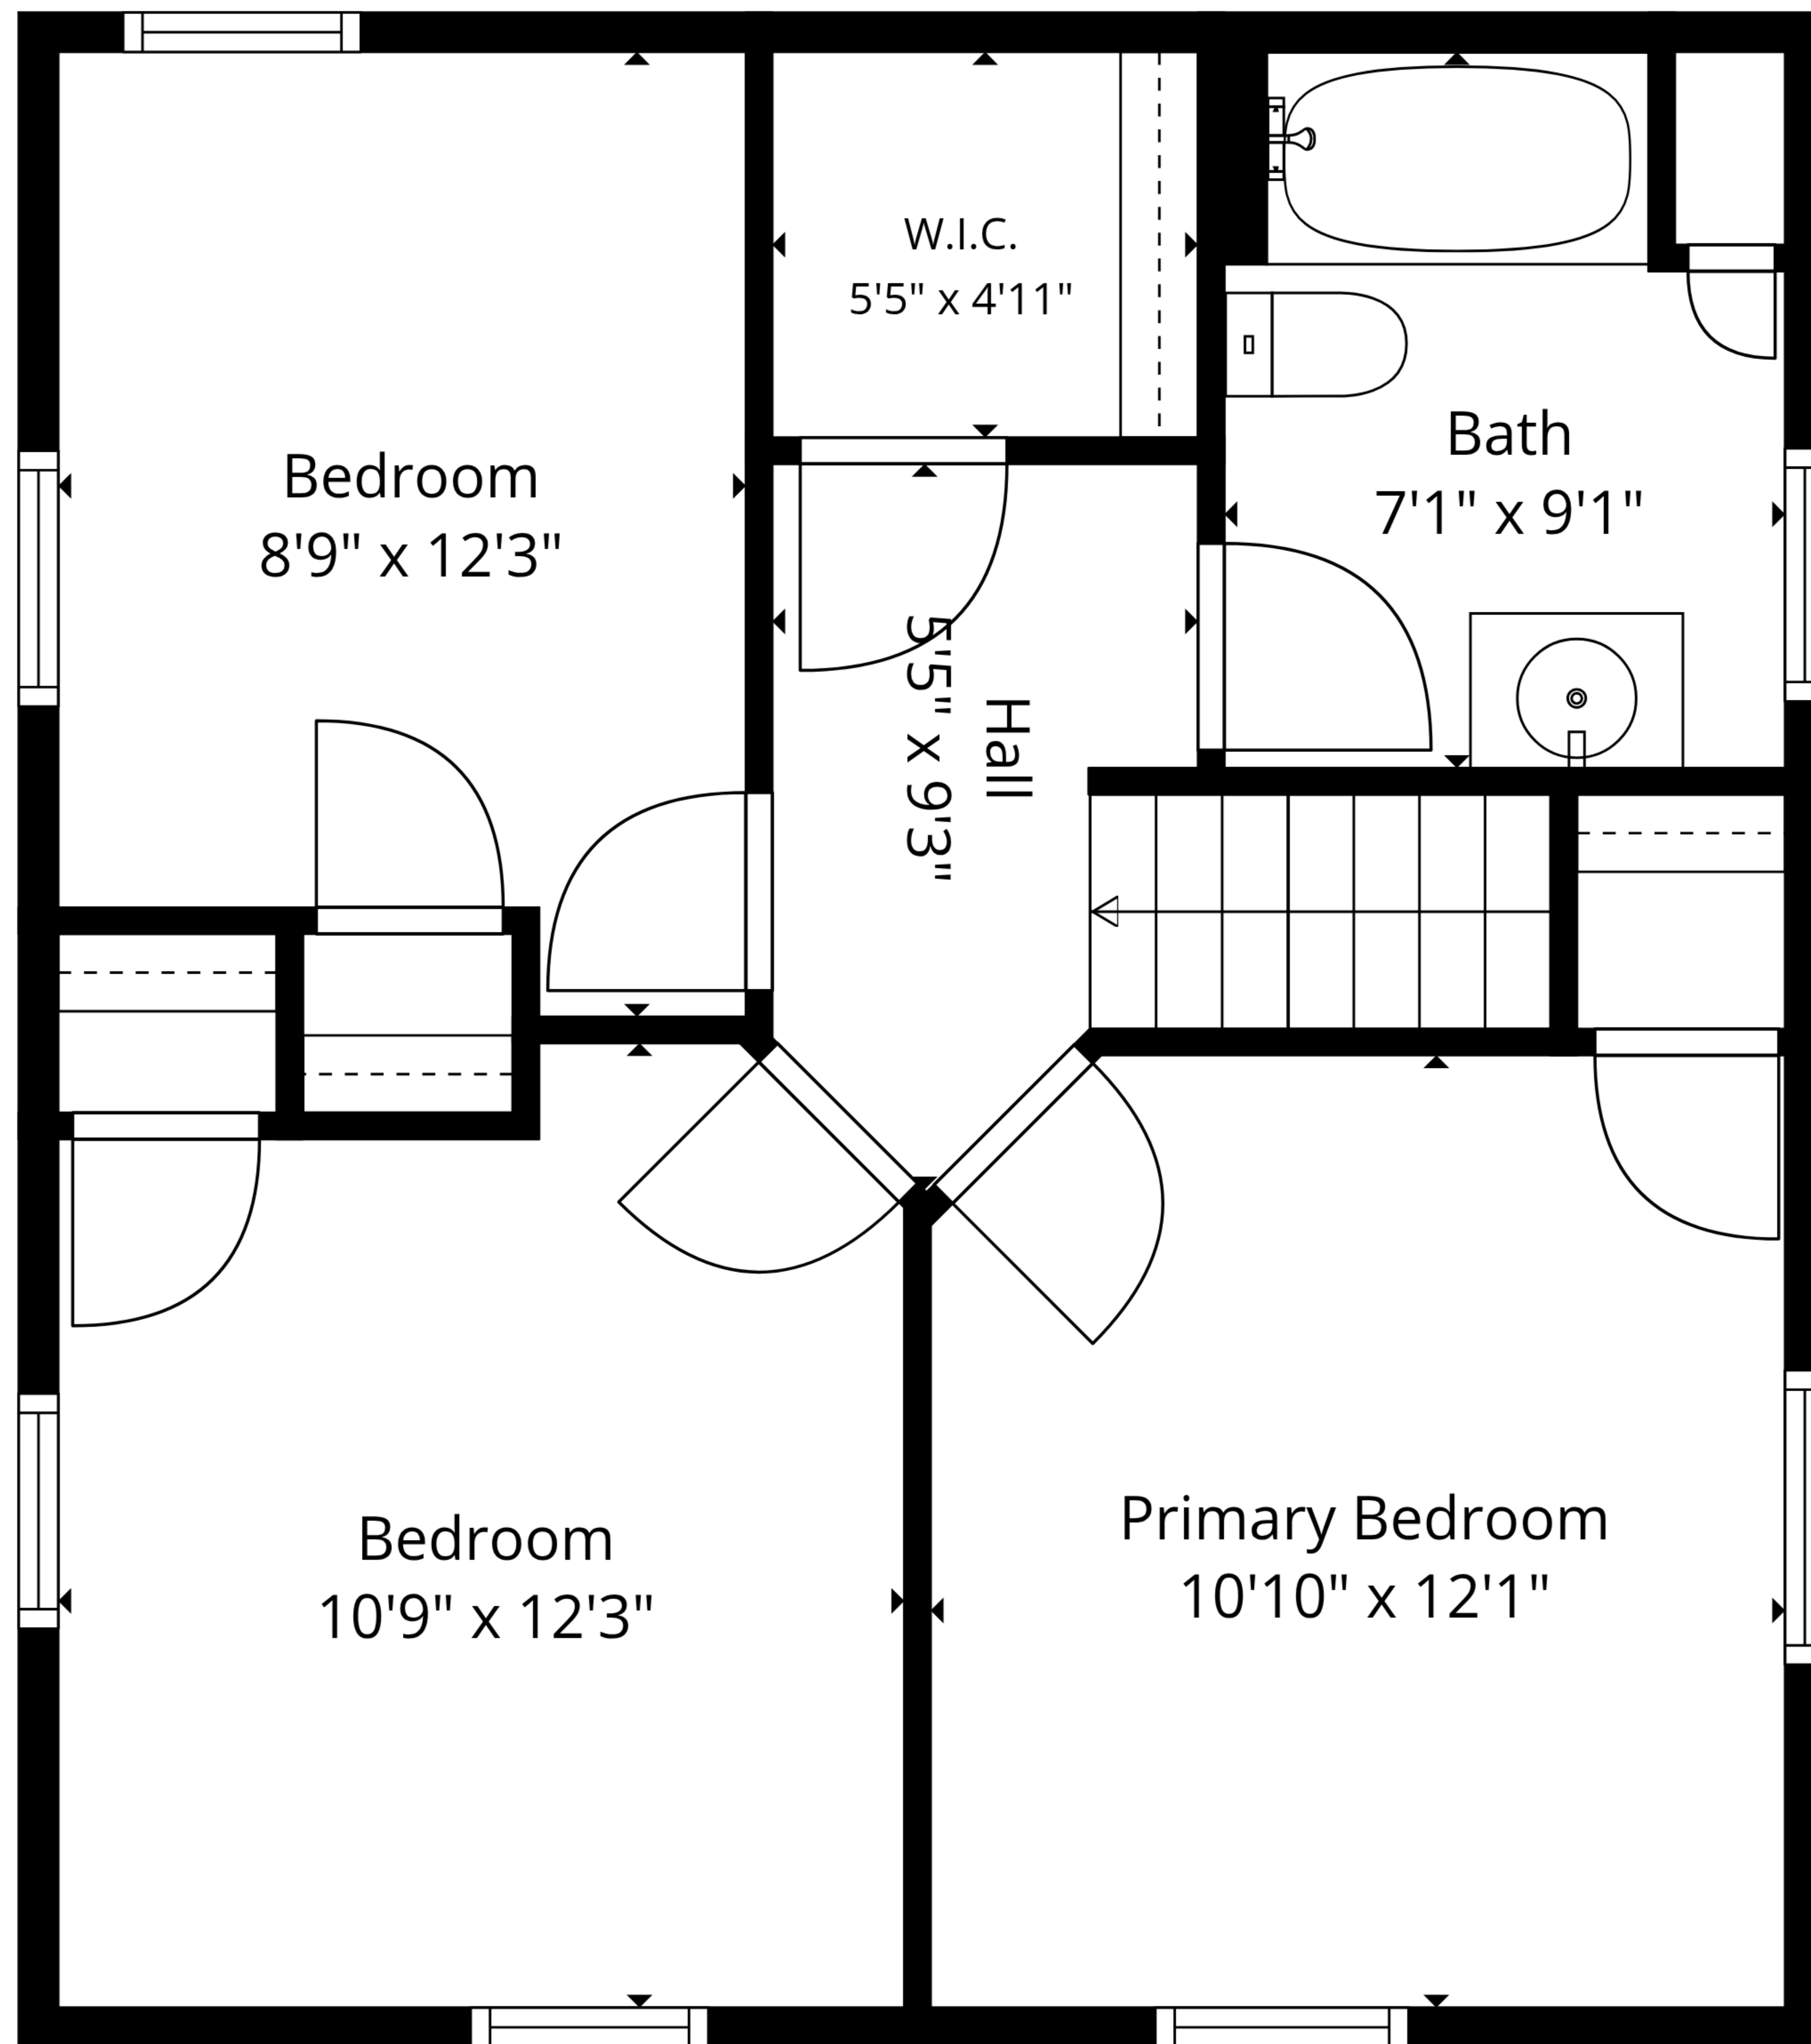 W.I.C.
5'5" x 4'11"
Bedroom
8'9" x 12'3"
Bath
7'1" x 9'1"
Hall
5'5" x 9'3"
Bedroom
10'9" x 12'3"
Primary Bedroom
10'10" x 12'1"